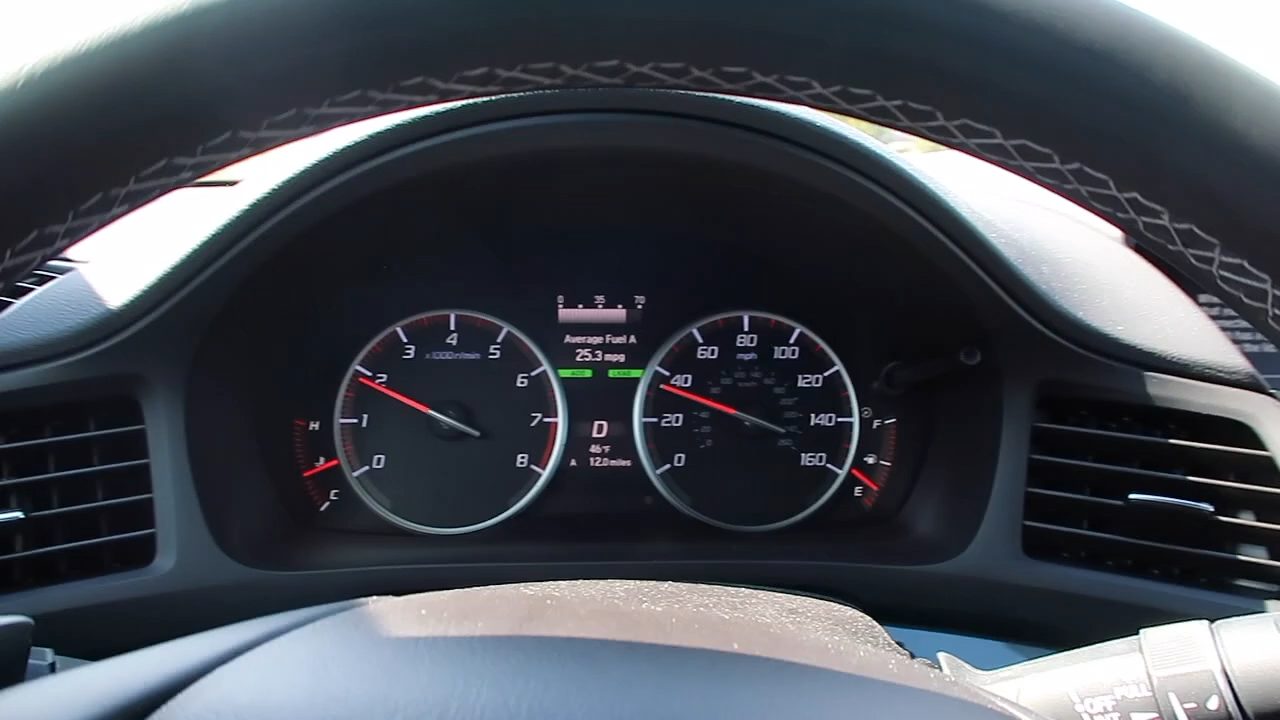 0 35 70
Average Fuel A
25.3 mpg
D
46°F
A 12.0 miles
0 1 2 3 4 5 6 7 8
x1000r/min
H
C
0 20 40 60 80 100 120 140 160
mph
F
E
OFF